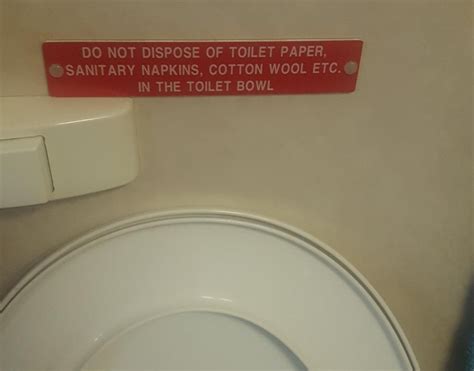 DO NOT DISPOSE OF TOILET PAPER,
SANITARY NAPKINS, COTTON WOOL ETC.
IN THE TOILET BOWL